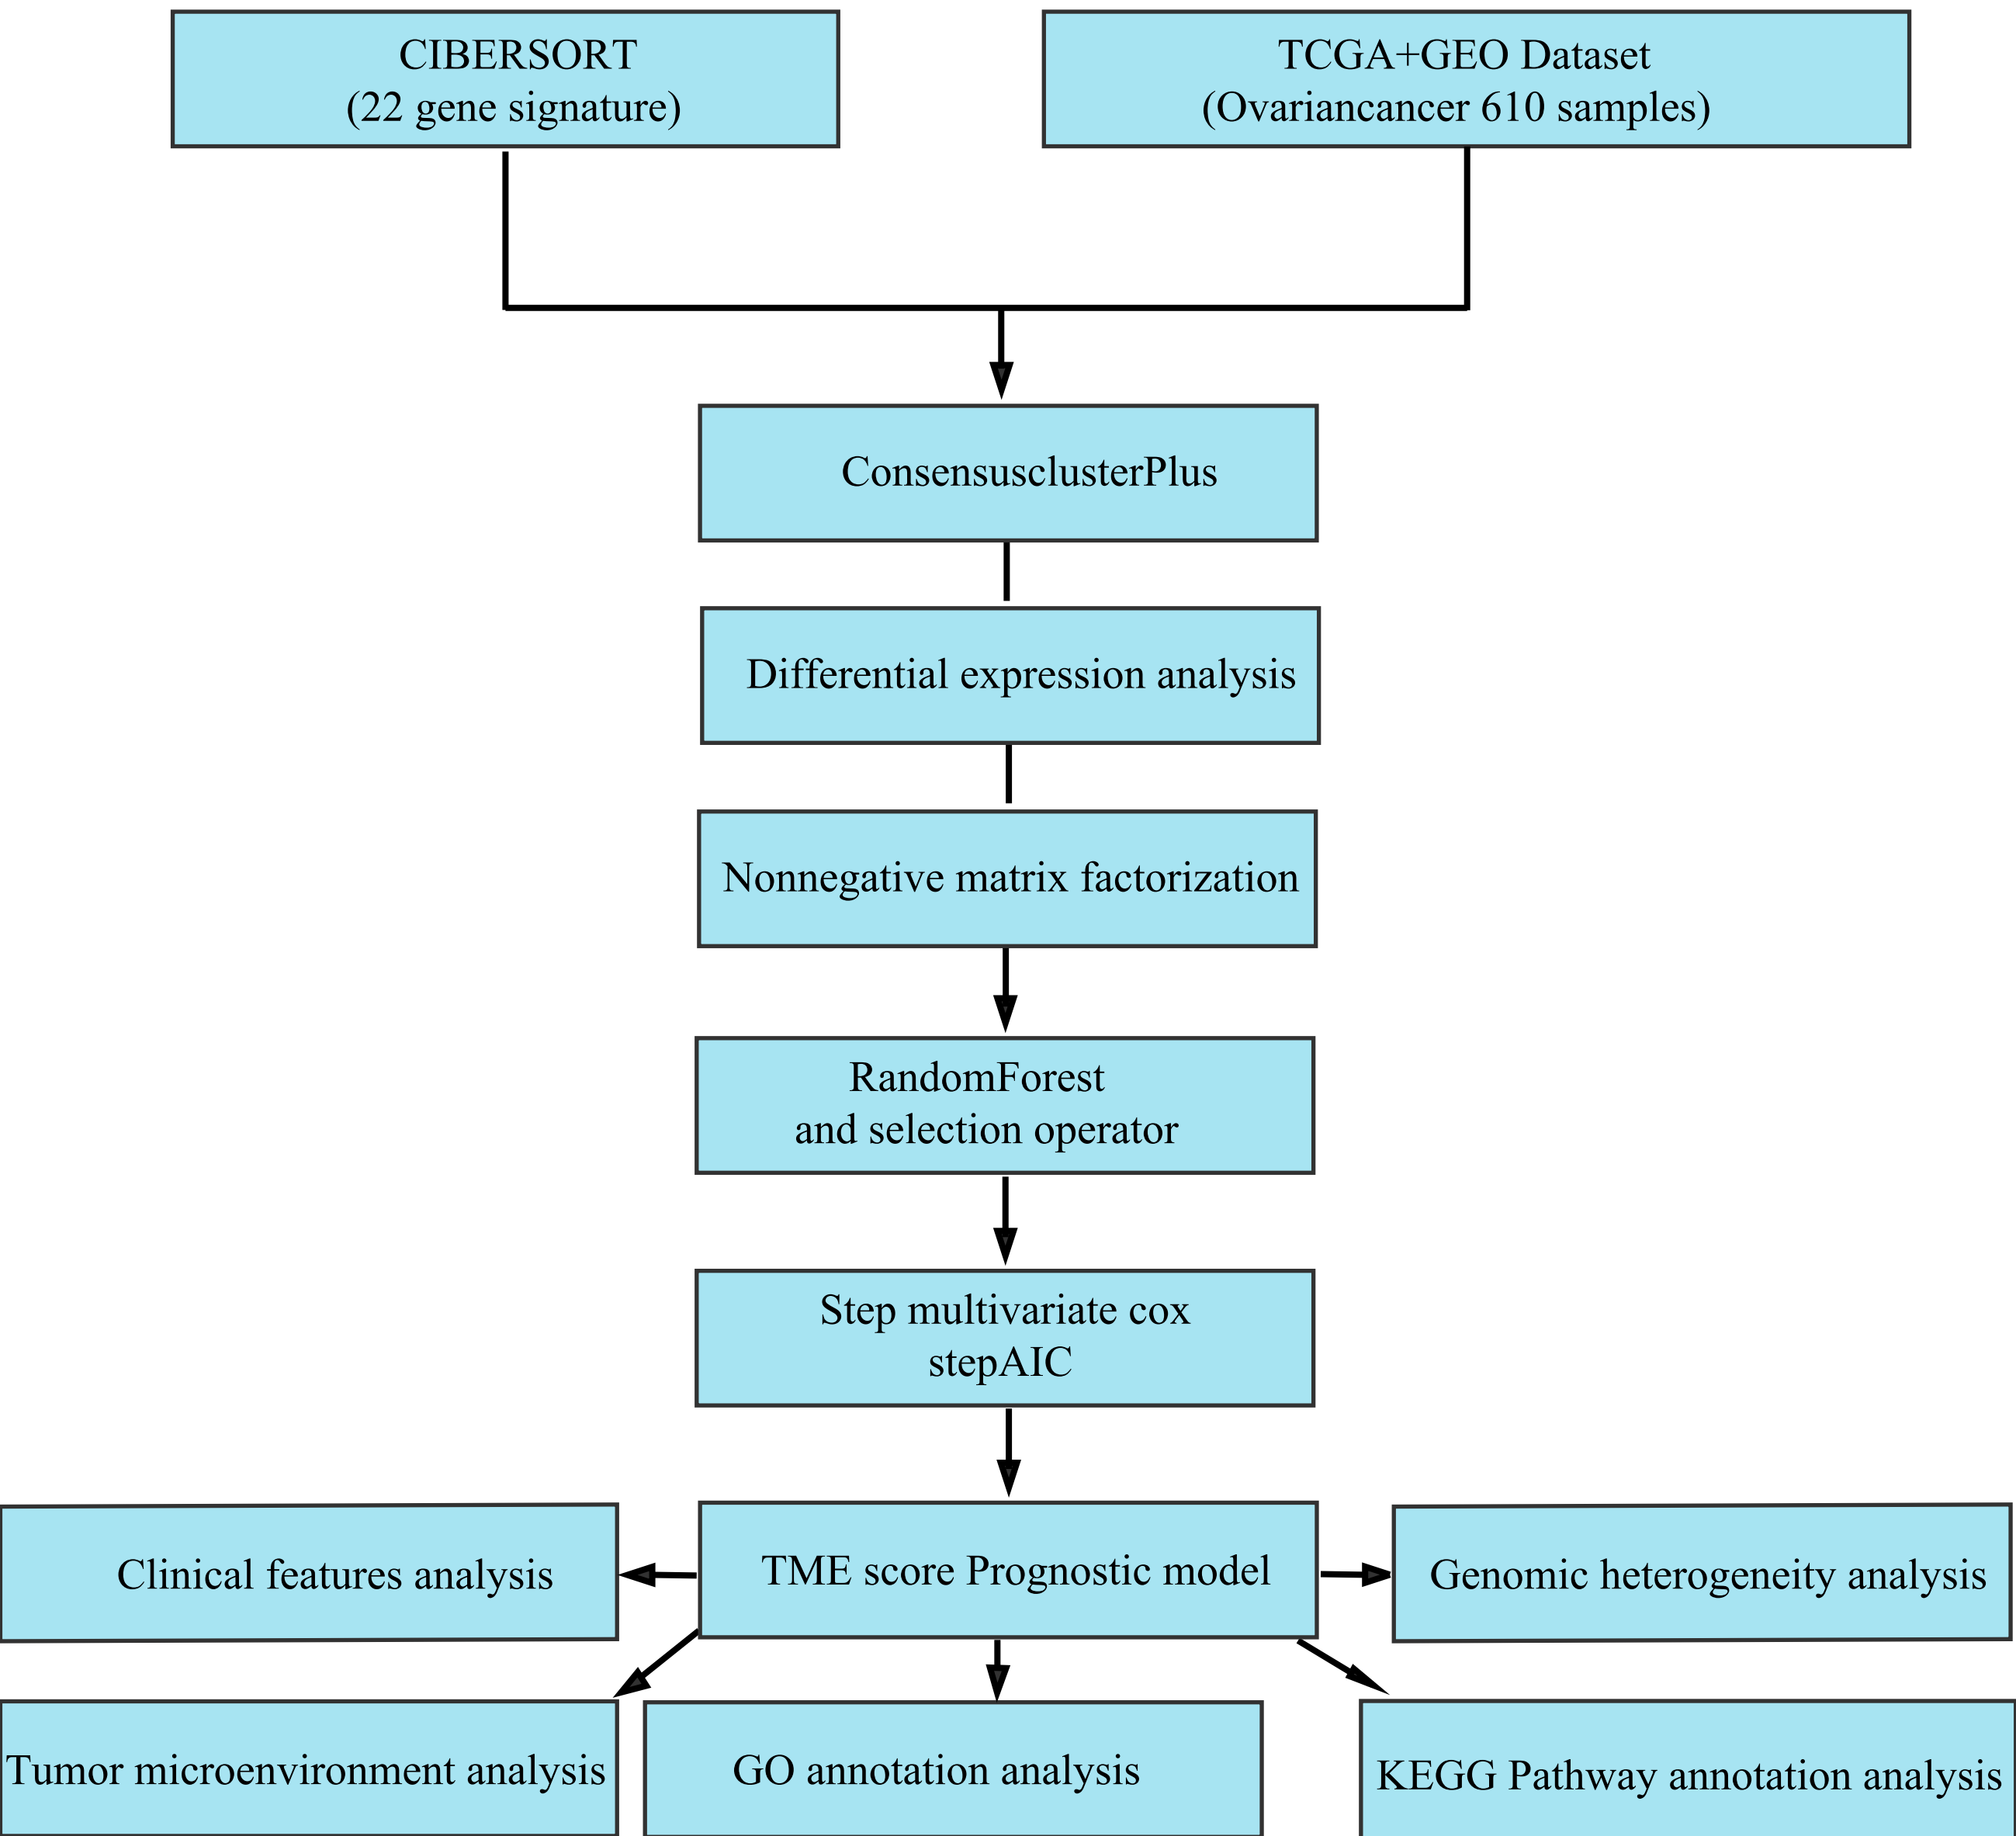 CIBERSORT
(22 gene signature)
TCGA+GEO Dataset
(Ovariancancer 610 samples)
ConsensusclusterPlus
Differential expression analysis
Nonnegative matrix factorization
RandomForest
and selection operator
Step multivariate cox
stepAIC
Clinical features analysis
TME score Prognostic model
Genomic heterogeneity analysis
Tumor microenvironment analysis
GO annotation analysis
KEGG Pathway annotation analysis